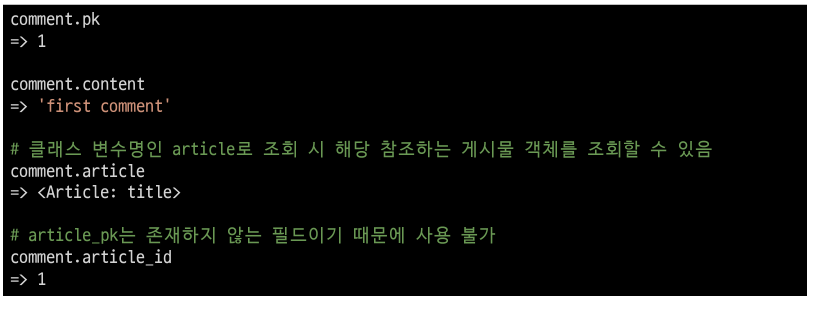 comment.pk
=> 1
comment.content
=> 'first comment'
# 클래스 변수명인 article로 조회 시 해당 참조하는 게시물 객체를 조회할 수 있음
comment.article
=> <Article: title>
# article_pk는 존재하지 않는 필드이기 때문에 사용 불가
comment.article_id
=> 1